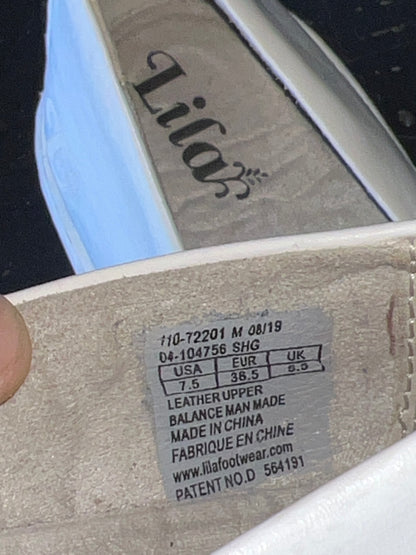 Lila
110-72201 M 08/19
04-104756 SHG
USA EUR UK
7.5 38.5 5.5
LEATHER UPPER
BALANCE MAN MADE
MADE IN CHINA
FABRIQUE EN CHINE
www.lilafootwear.com
PATENT NO.D 564191